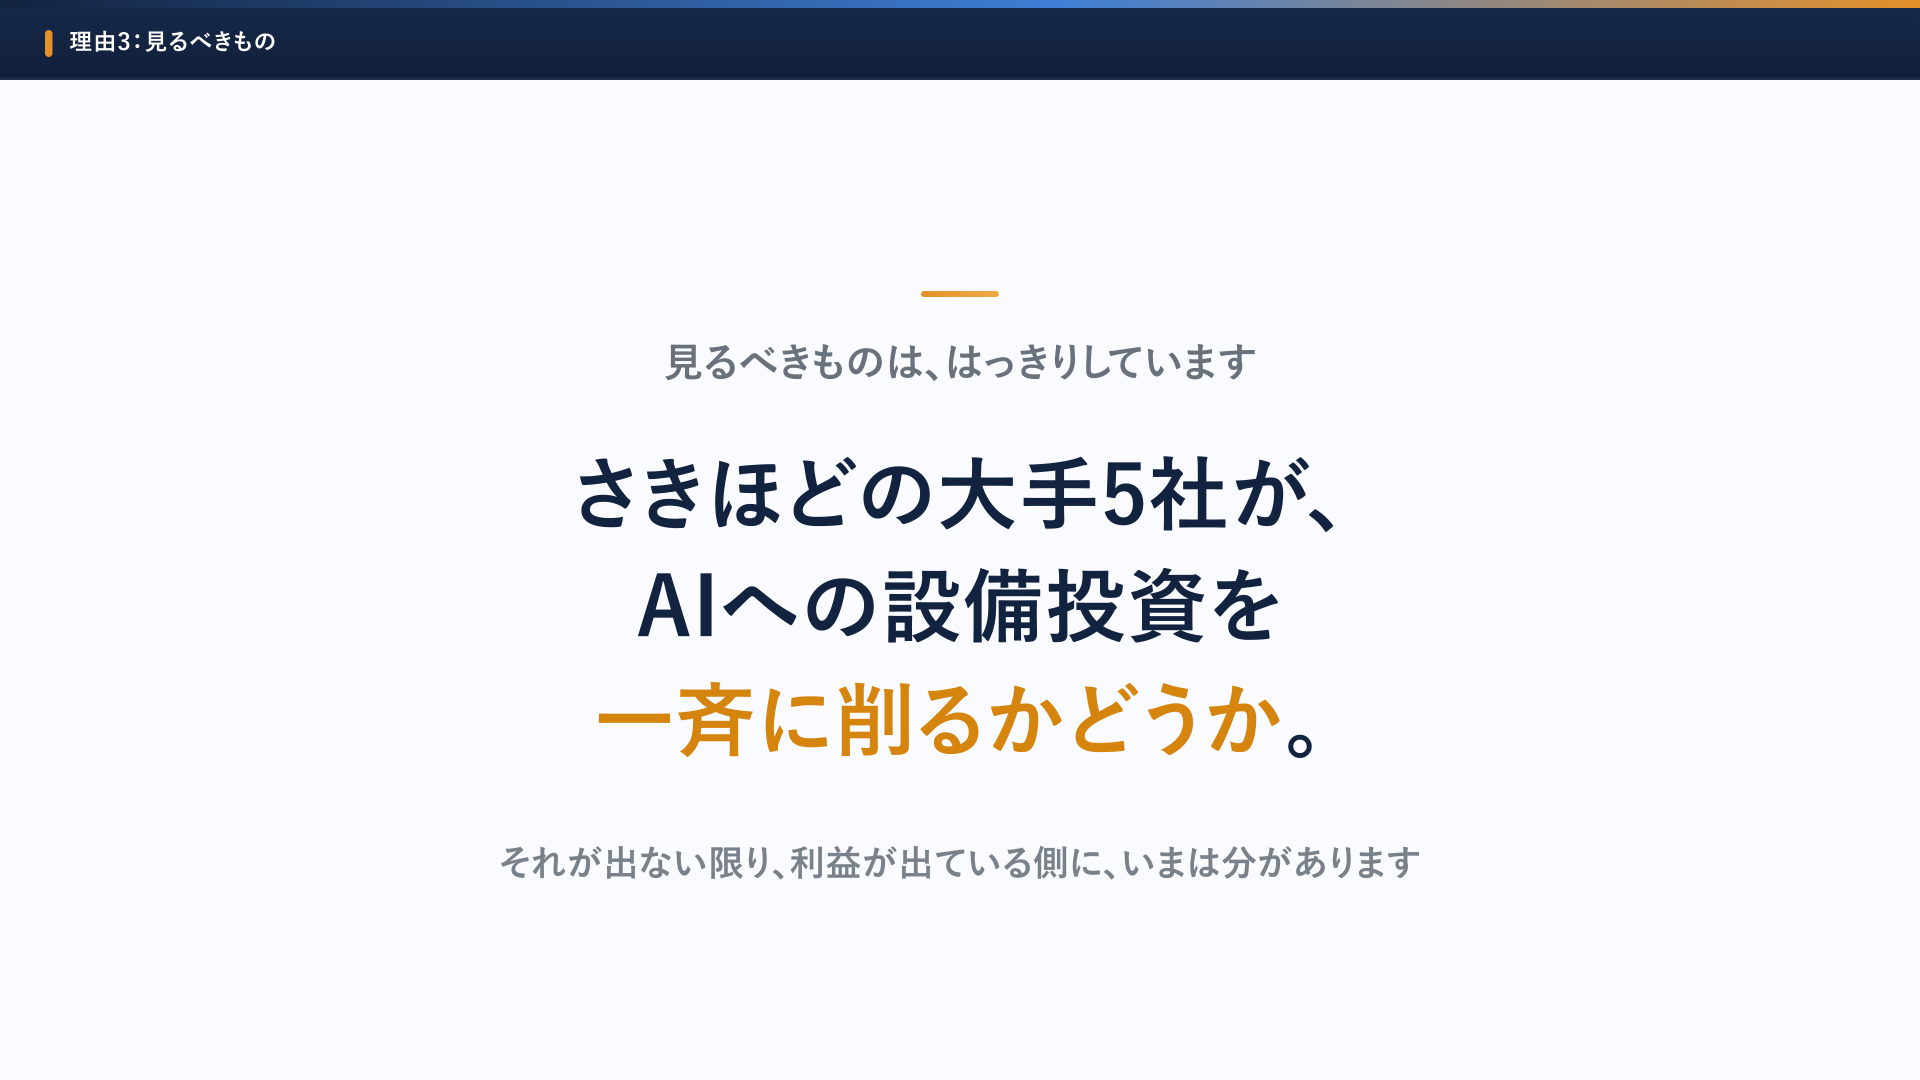 理由3：見るべきもの
見るべきものは、はっきりしています
さきほどの大手5社が、
AIへの設備投資を
一斉に削るかどうか。
それが出ない限り、利益が出ている側に、いまは分があります